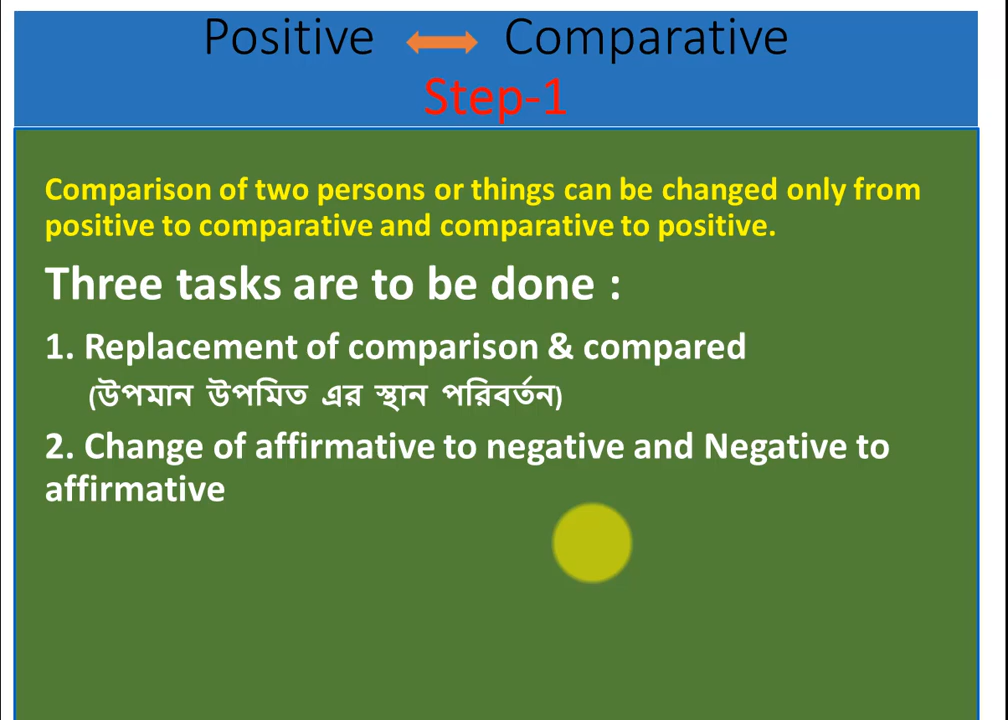 Positive Comparative
Step-1
Comparison of two persons or things can be changed only from
positive to comparative and comparative to positive.
Three tasks are to be done :
1. Replacement of comparison & compared
(উপমান উপমিত এর স্থান পরিবর্তন)
2. Change of affirmative to negative and Negative to
affirmative